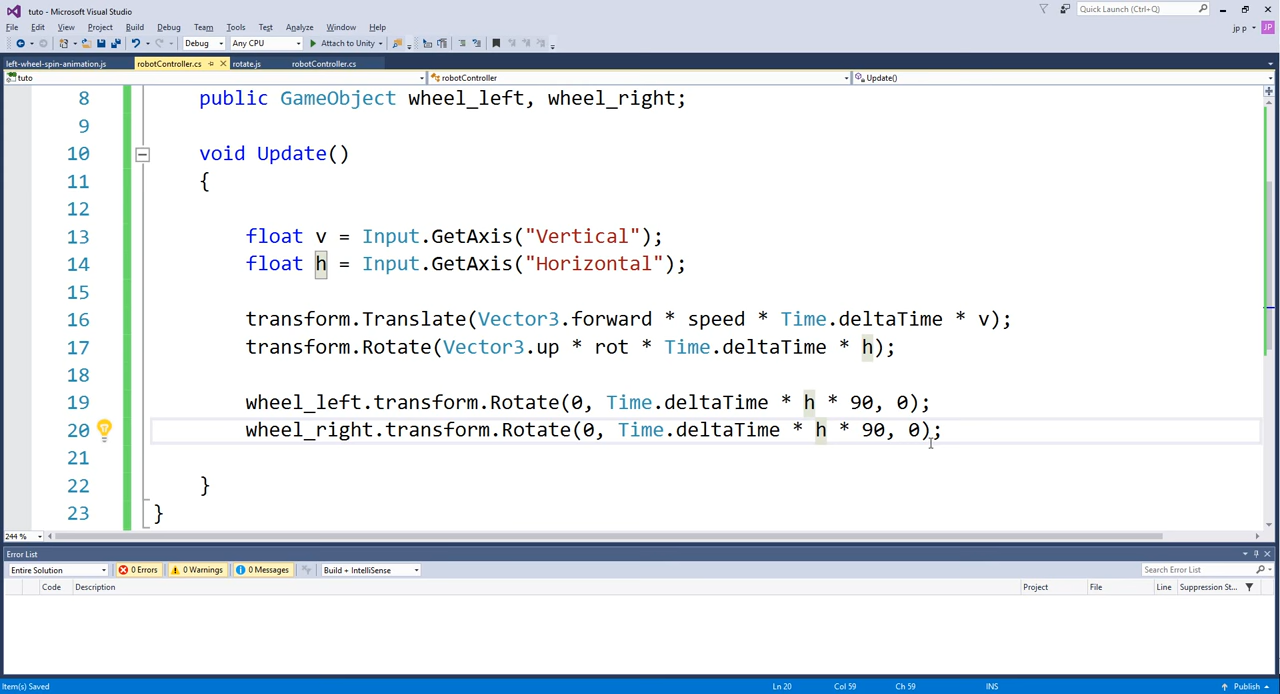 tuto - Microsoft Visual Studio
Quick Launch (Ctrl+Q)
File Edit View Project Build Debug Team Tools Test Analyze Window Help
jp p JP
Debug Any CPU Attach to Unity
left-wheel-spin-animation.js robotController.cs rotate.js robotController.cs
tuto robotController Update()
8 public GameObject wheel_left, wheel_right;
9
10 void Update()
11 {
12
13 float v = Input.GetAxis("Vertical");
14 float h = Input.GetAxis("Horizontal");
15
16 transform.Translate(Vector3.forward * speed * Time.deltaTime * v);
17 transform.Rotate(Vector3.up * rot * Time.deltaTime * h);
18
19 wheel_left.transform.Rotate(0, Time.deltaTime * h * 90, 0);
20 wheel_right.transform.Rotate(0, Time.deltaTime * h * 90, 0);
21
22 }
23 }
244 %
Error List
Entire Solution 0 Errors 0 Warnings 0 Messages Build + IntelliSense Search Error List
Code Description Project File Line Suppression St...
Item(s) Saved Ln 20 Col 59 Ch 59 INS Publish